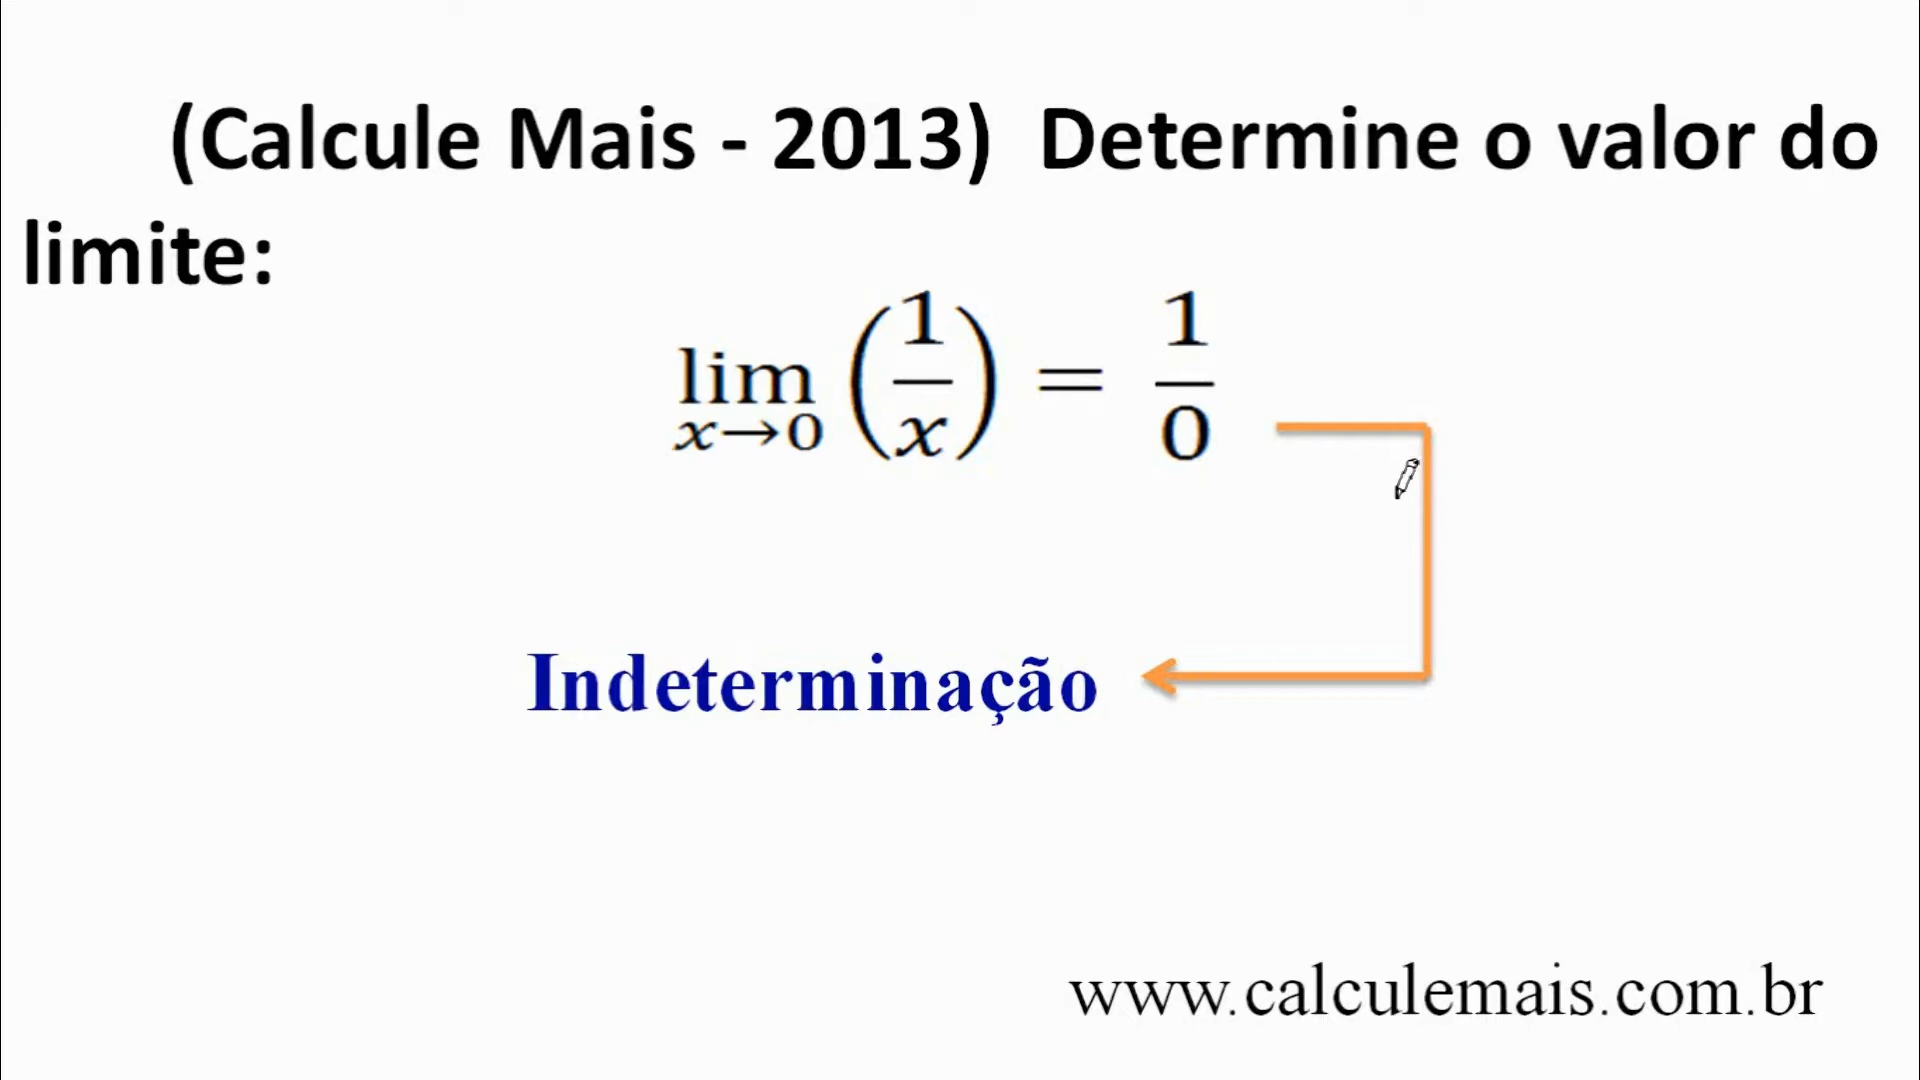 (Calcule Mais - 2013) Determine o valor do
limite:
lim x→0 (1/x) = 1/0
Indeterminação
www.calculemais.com.br